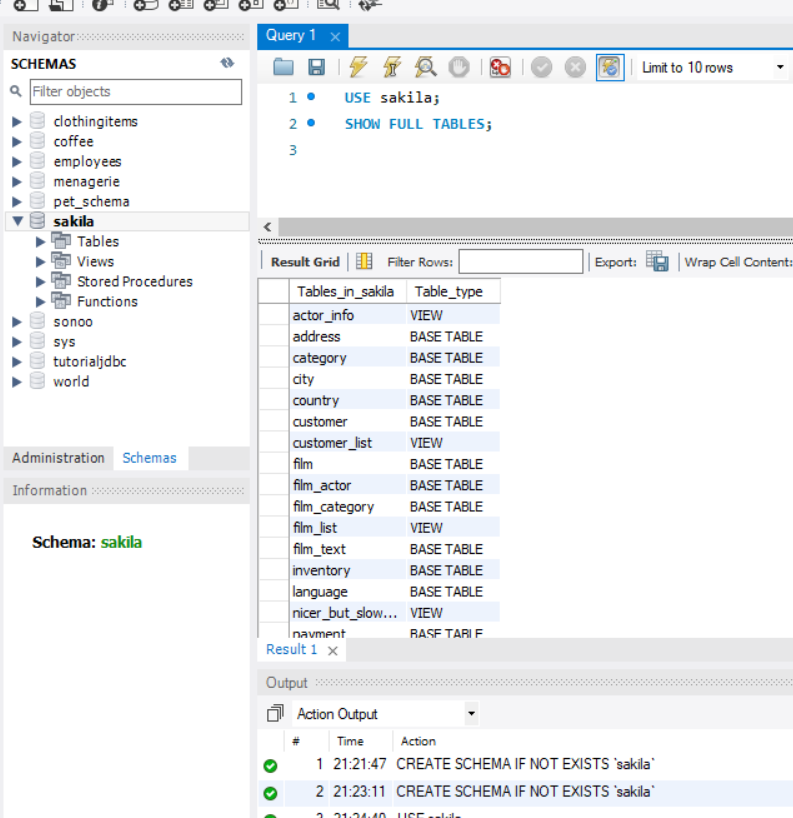 Navigator
SCHEMAS
Filter objects
clothingitems
coffee
employees
menagerie
pet_schema
sakila
Tables
Views
Stored Procedures
Functions
sonoo
sys
tutorialjdbc
world
Administration Schemas
Information
Schema: sakila
Query 1
Limit to 10 rows
1 USE sakila;
2 SHOW FULL TABLES;
3
Result Grid Filter Rows: Export: Wrap Cell Content:
Tables_in_sakila Table_type
actor_info VIEW
address BASE TABLE
category BASE TABLE
city BASE TABLE
country BASE TABLE
customer BASE TABLE
customer_list VIEW
film BASE TABLE
film_actor BASE TABLE
film_category BASE TABLE
film_list VIEW
film_text BASE TABLE
inventory BASE TABLE
language BASE TABLE
nicer_but_slow... VIEW
payment BASE TABLE
Result 1
Output
Action Output
# Time Action
1 21:21:47 CREATE SCHEMA IF NOT EXISTS `sakila`
2 21:23:11 CREATE SCHEMA IF NOT EXISTS `sakila`
3 21:24:40 USE sakila